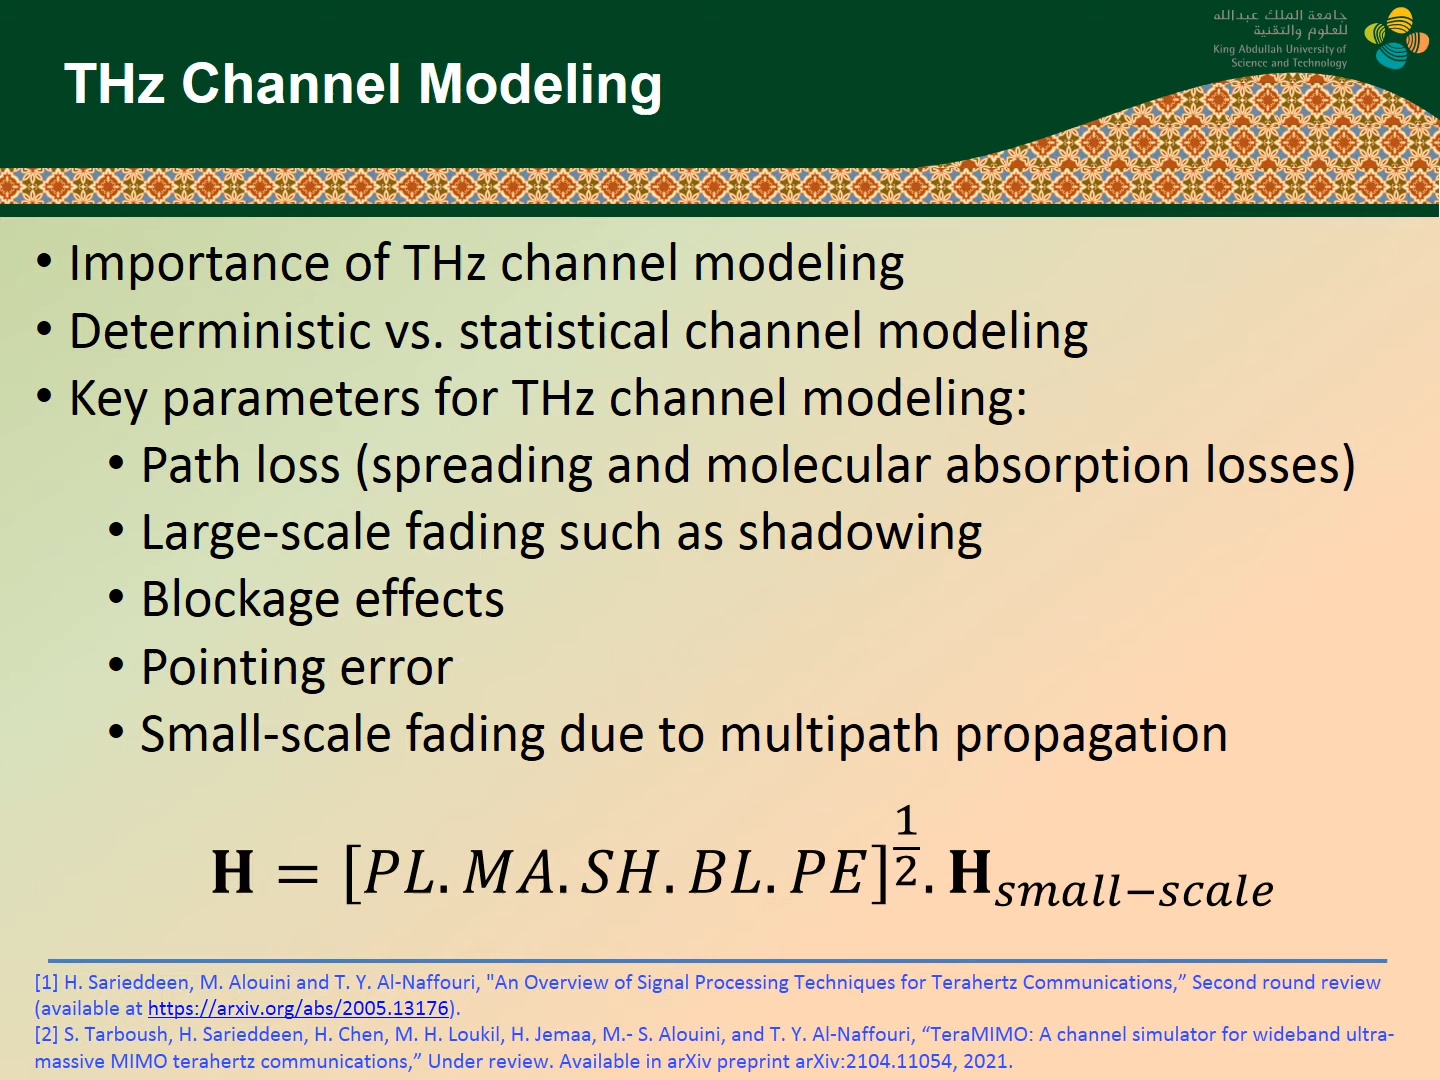 جامعة الملك عبدالله
للعلوم والتقنية
King Abdullah University of
Science and Technology
THz Channel Modeling
• Importance of THz channel modeling
• Deterministic vs. statistical channel modeling
• Key parameters for THz channel modeling:
• Path loss (spreading and molecular absorption losses)
• Large-scale fading such as shadowing
• Blockage effects
• Pointing error
• Small-scale fading due to multipath propagation
𝐇 = [PL. MA. SH. BL. PE]^{1/2}. 𝐇_{small−scale}
[1] H. Sarieddeen, M. Alouini and T. Y. Al-Naffouri, "An Overview of Signal Processing Techniques for Terahertz Communications,” Second round review
(available at https://arxiv.org/abs/2005.13176).
[2] S. Tarboush, H. Sarieddeen, H. Chen, M. H. Loukil, H. Jemaa, M.- S. Alouini, and T. Y. Al-Naffouri, “TeraMIMO: A channel simulator for wideband ultra-
massive MIMO terahertz communications,” Under review. Available in arXiv preprint arXiv:2104.11054, 2021.